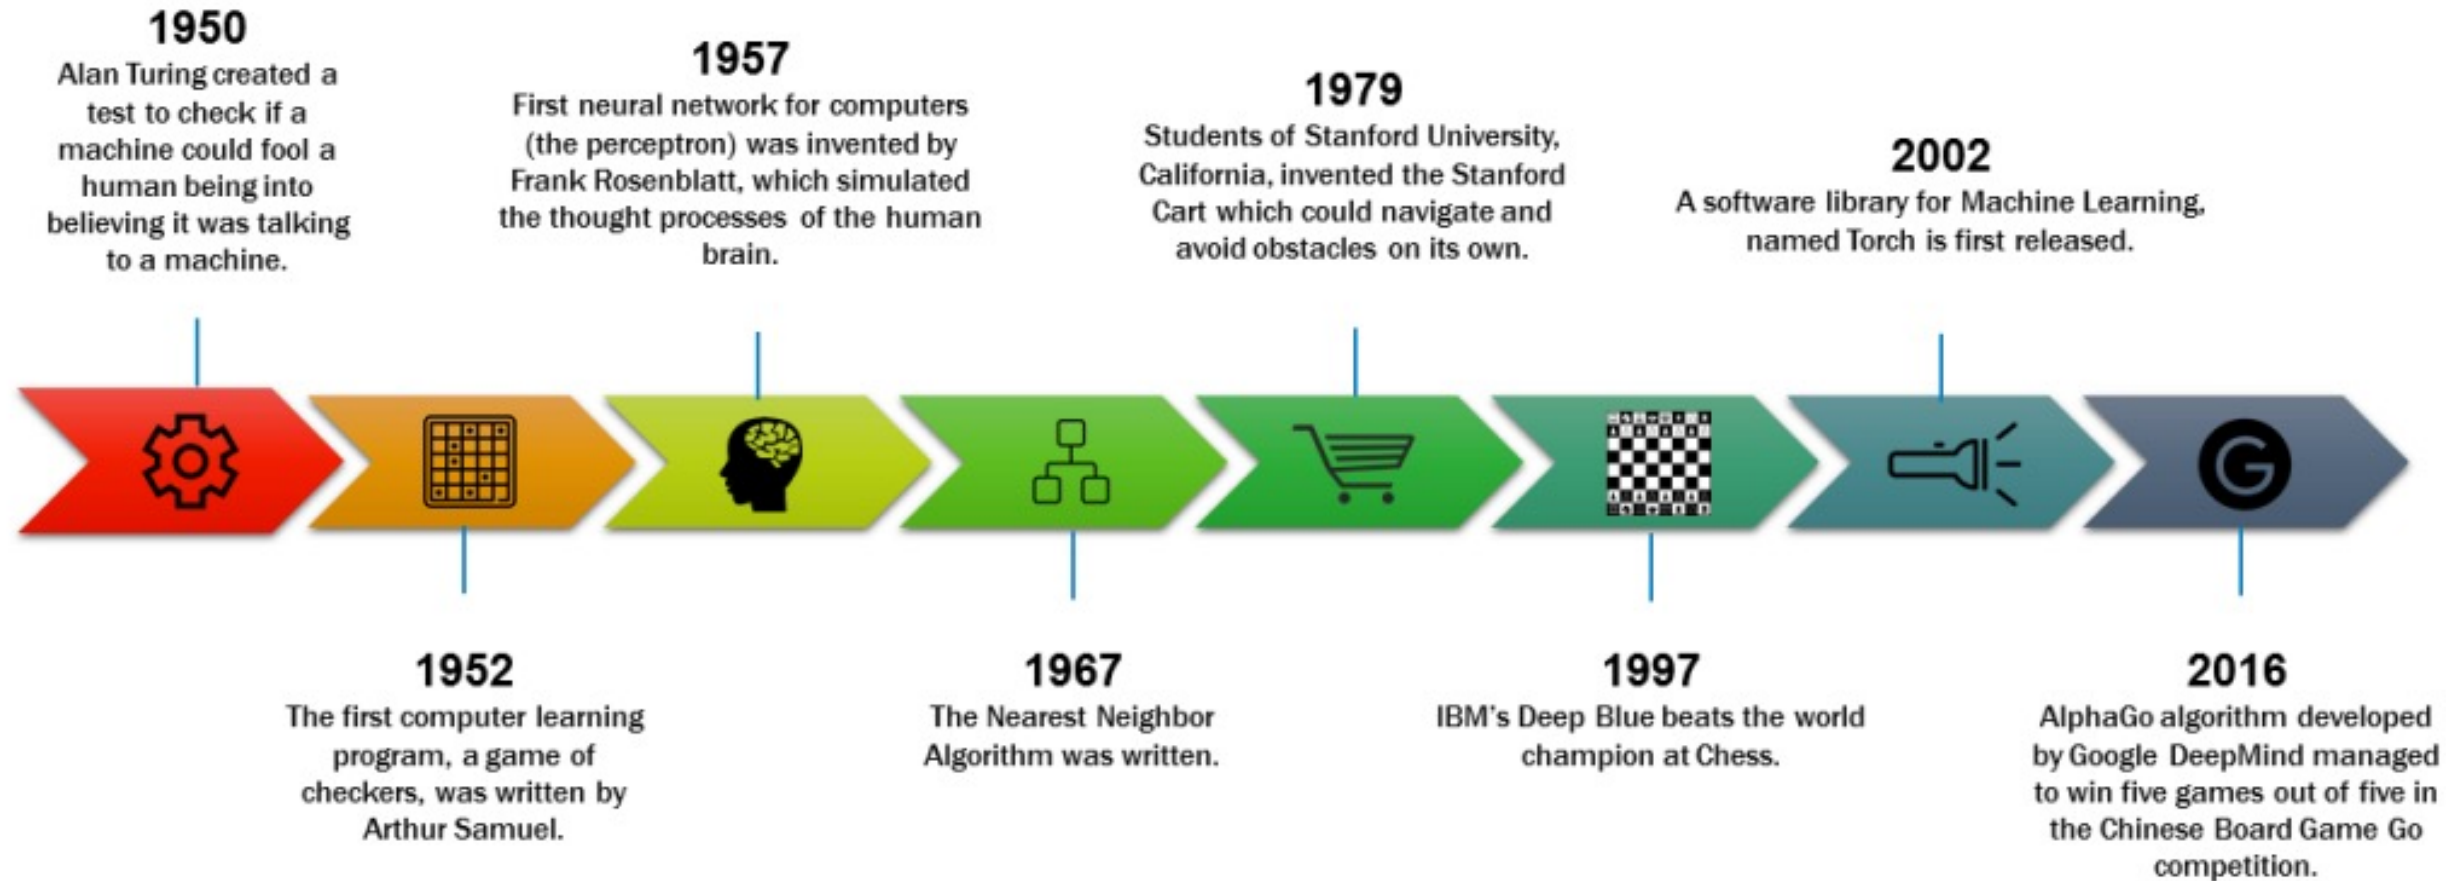 1950
Alan Turing created a
test to check if a
machine could fool a
human being into
believing it was talking
to a machine.
1957
First neural network for computers
(the perceptron) was invented by
Frank Rosenblatt, which simulated
the thought processes of the human
brain.
1979
Students of Stanford University,
California, invented the Stanford
Cart which could navigate and
avoid obstacles on its own.
2002
A software library for Machine Learning,
named Torch is first released.
G
1952
The first computer learning
program, a game of
checkers, was written by
Arthur Samuel.
1967
The Nearest Neighbor
Algorithm was written.
1997
IBM's Deep Blue beats the world
champion at Chess.
2016
AlphaGo algorithm developed
by Google DeepMind managed
to win five games out of five in
the Chinese Board Game Go
competition.